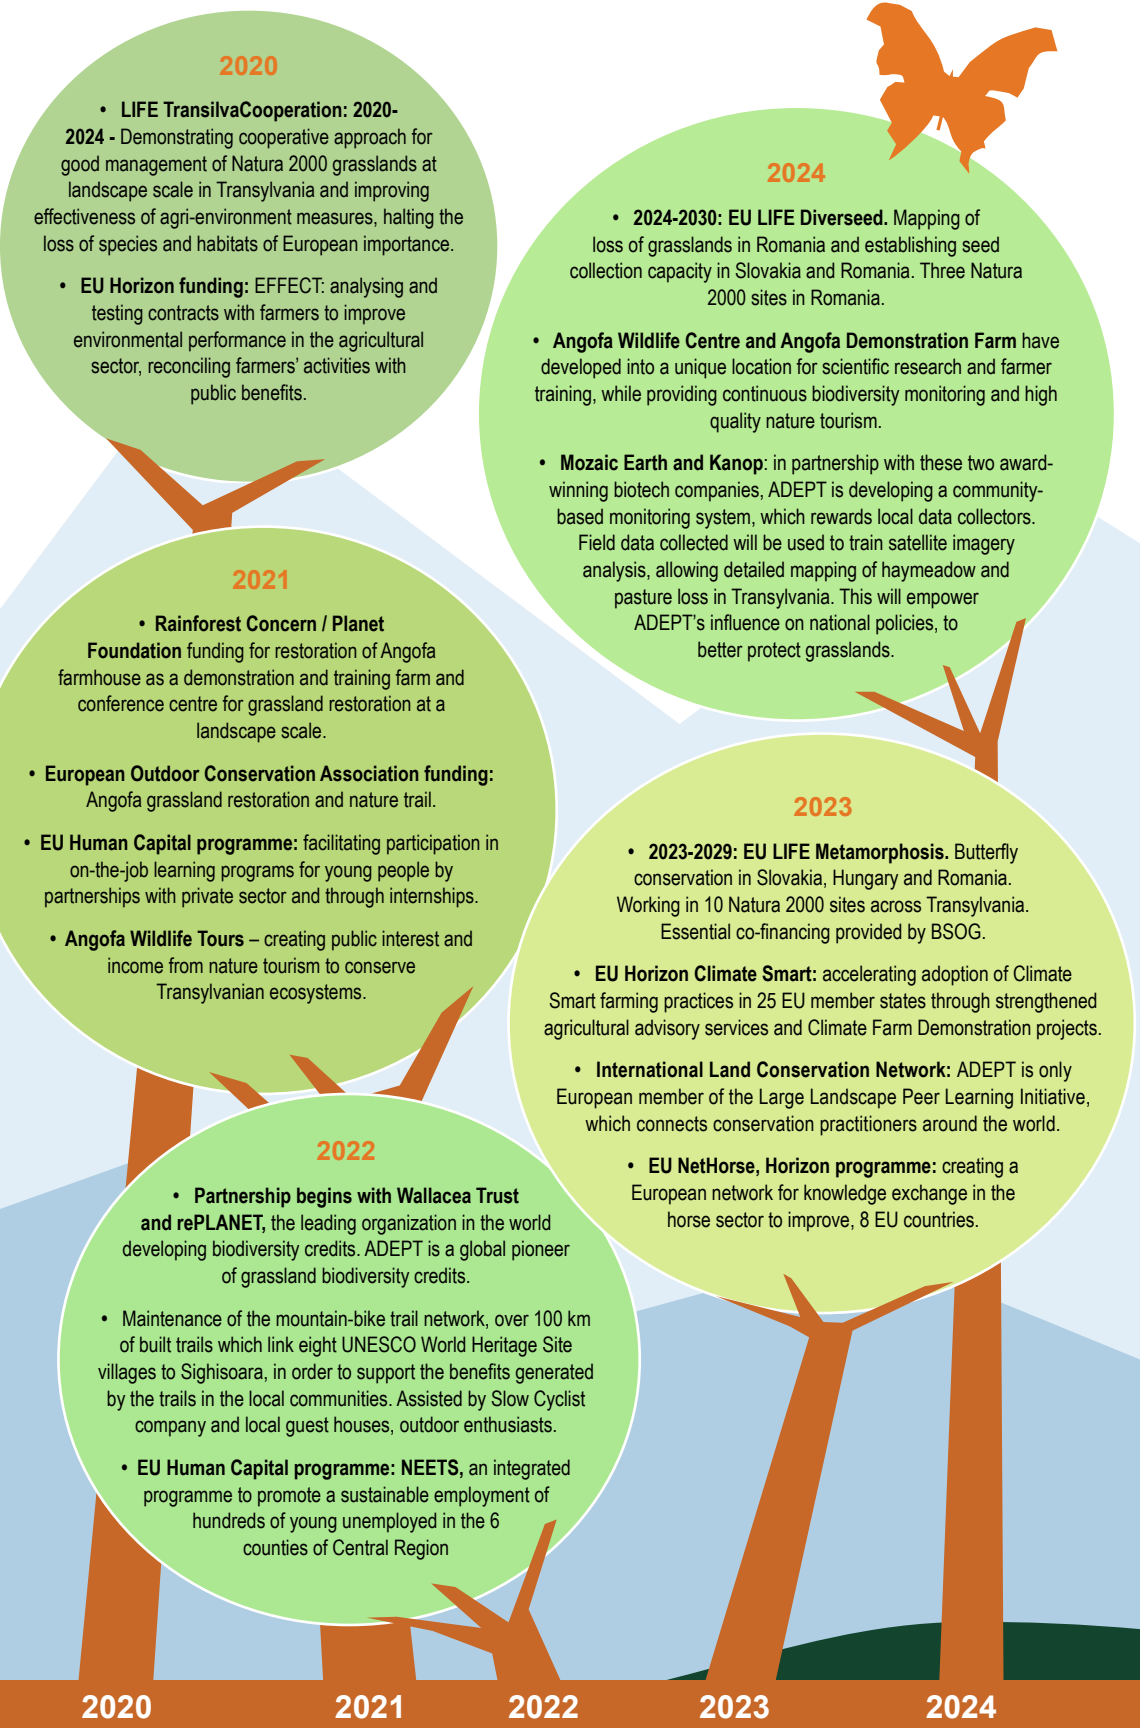 2020
• LIFE TransilvaCooperation: 2020-
2024 - Demonstrating cooperative approach for
good management of Natura 2000 grasslands at
landscape scale in Transylvania and improving
effectiveness of agri-environment measures, halting the
loss of species and habitats of European importance.
• EU Horizon funding: EFFECT: analysing and
testing contracts with farmers to improve
environmental performance in the agricultural
sector, reconciling farmers' activities with
public benefits.
2021
• Rainforest Concern / Planet
Foundation funding for restoration of Angofa
farmhouse as a demonstration and training farm and
conference centre for grassland restoration at a
landscape scale.
• European Outdoor Conservation Association funding:
Angofa grassland restoration and nature trail.
• EU Human Capital programme: facilitating participation in
on-the-job learning programs for young people by
partnerships with private sector and through internships.
• Angofa Wildlife Tours – creating public interest and
income from nature tourism to conserve
Transylvanian ecosystems.
2022
• Partnership begins with Wallacea Trust
and rePLANET, the leading organization in the world
developing biodiversity credits. ADEPT is a global pioneer
of grassland biodiversity credits.
• Maintenance of the mountain-bike trail network, over 100 km
of built trails which link eight UNESCO World Heritage Site
villages to Sighisoara, in order to support the benefits generated
by the trails in the local communities. Assisted by Slow Cyclist
company and local guest houses, outdoor enthusiasts.
• EU Human Capital programme: NEETS, an integrated
programme to promote a sustainable employment of
hundreds of young unemployed in the 6
counties of Central Region
2024
• 2024-2030: EU LIFE Diverseed. Mapping of
loss of grasslands in Romania and establishing seed
collection capacity in Slovakia and Romania. Three Natura
2000 sites in Romania.
• Angofa Wildlife Centre and Angofa Demonstration Farm have
developed into a unique location for scientific research and farmer
training, while providing continuous biodiversity monitoring and high
quality nature tourism.
• Mozaic Earth and Kanop: in partnership with these two award-
winning biotech companies, ADEPT is developing a community-
based monitoring system, which rewards local data collectors.
Field data collected will be used to train satellite imagery
analysis, allowing detailed mapping of haymeadow and
pasture loss in Transylvania. This will empower
ADEPT's influence on national policies, to
better protect grasslands.
2023
• 2023-2029: EU LIFE Metamorphosis. Butterfly
conservation in Slovakia, Hungary and Romania.
Working in 10 Natura 2000 sites across Transylvania.
Essential co-financing provided by BSOG.
• EU Horizon Climate Smart: accelerating adoption of Climate
Smart farming practices in 25 EU member states through strengthened
agricultural advisory services and Climate Farm Demonstration projects.
• International Land Conservation Network: ADEPT is only
European member of the Large Landscape Peer Learning Initiative,
which connects conservation practitioners around the world.
• EU NetHorse, Horizon programme: creating a
European network for knowledge exchange in the
horse sector to improve, 8 EU countries.
2020 2021 2022 2023 2024